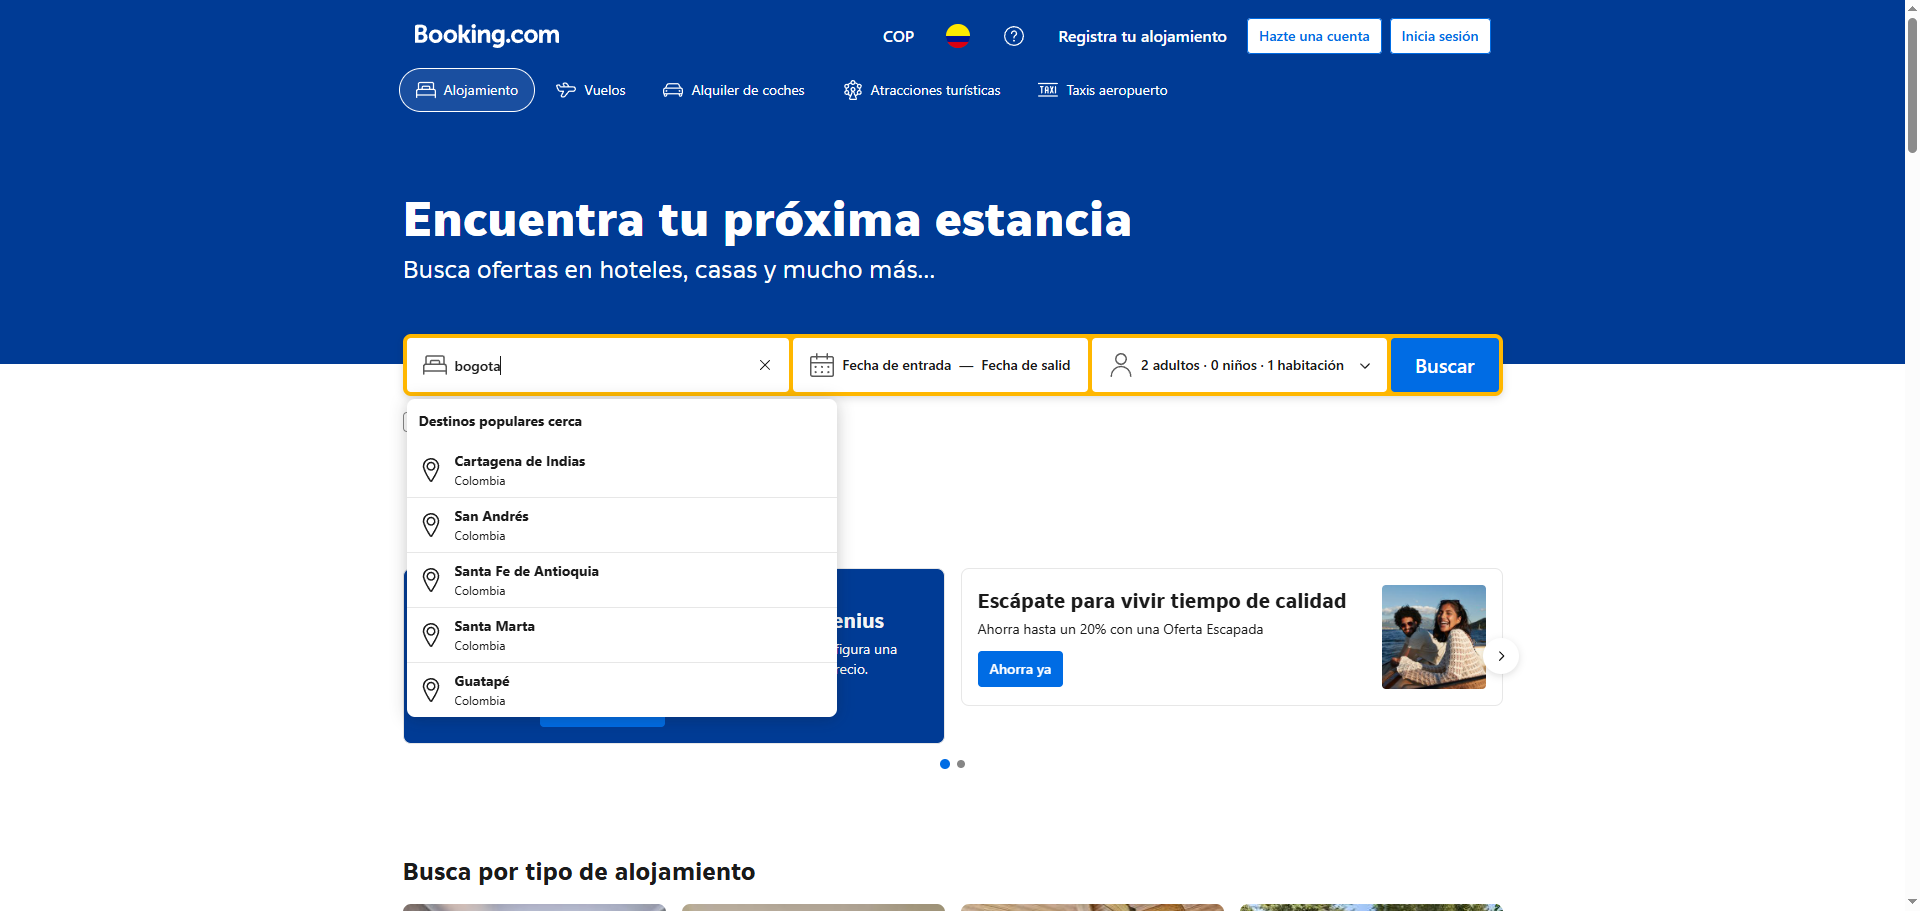 Booking.com
COP
Registra tu alojamiento
Hazte una cuenta
Inicia sesión
Alojamiento
Vuelos
Alquiler de coches
Atracciones turísticas
TAXI
Taxis aeropuerto
Encuentra tu próxima estancia
Busca ofertas en hoteles, casas y mucho más...
bogota
Fecha de entrada — Fecha de salid
2 adultos · 0 niños · 1 habitación
Buscar
Destinos populares cerca
Cartagena de Indias
Colombia
San Andrés
Colombia
Santa Fe de Antioquia
Colombia
Santa Marta
Colombia
Guatapé
Colombia
enius
figura una
recio.
Escápate para vivir tiempo de calidad
Ahorra hasta un 20% con una Oferta Escapada
Ahorra ya
Busca por tipo de alojamiento